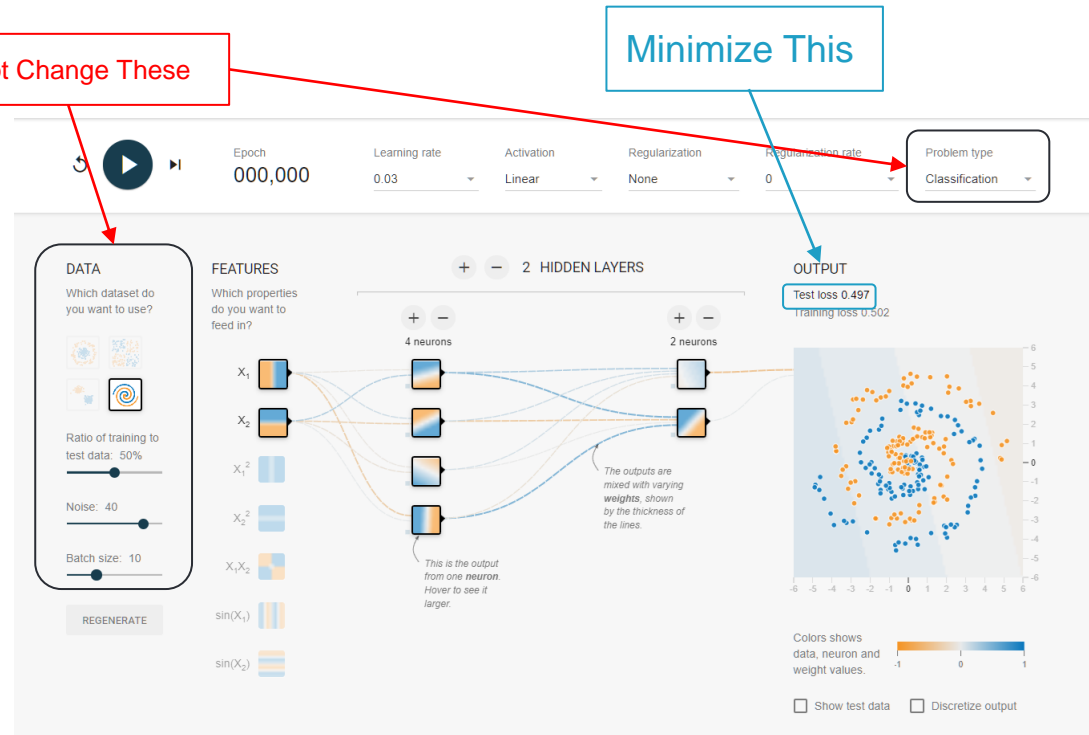 Minimize This
t Change These
Epoch
000,000
Learning rate
0.03
Activation
Linear
Regularization
None
Regularization rate
0
Problem type
Classification
DATA
Which dataset do
you want to use?
Ratio of training to
test data: 50%
Noise: 40
Batch size: 10
REGENERATE
FEATURES
Which properties
do you want to
feed in?
X1
X2
X1²
X2²
X1X2
sin(X1)
sin(X2)
+ − 2 HIDDEN LAYERS
+ −
4 neurons
+ −
2 neurons
This is the output
from one neuron.
Hover to see it
larger.
The outputs are
mixed with varying
weights, shown
by the thickness of
the lines.
OUTPUT
Test loss 0.497
Training loss 0.502
6
5
4
3
2
1
0
-1
-2
-3
-4
-5
-6
-6 -5 -4 -3 -2 -1 0 1 2 3 4 5 6
Colors shows
data, neuron and
weight values.
-1 0 1
Show test data
Discretize output